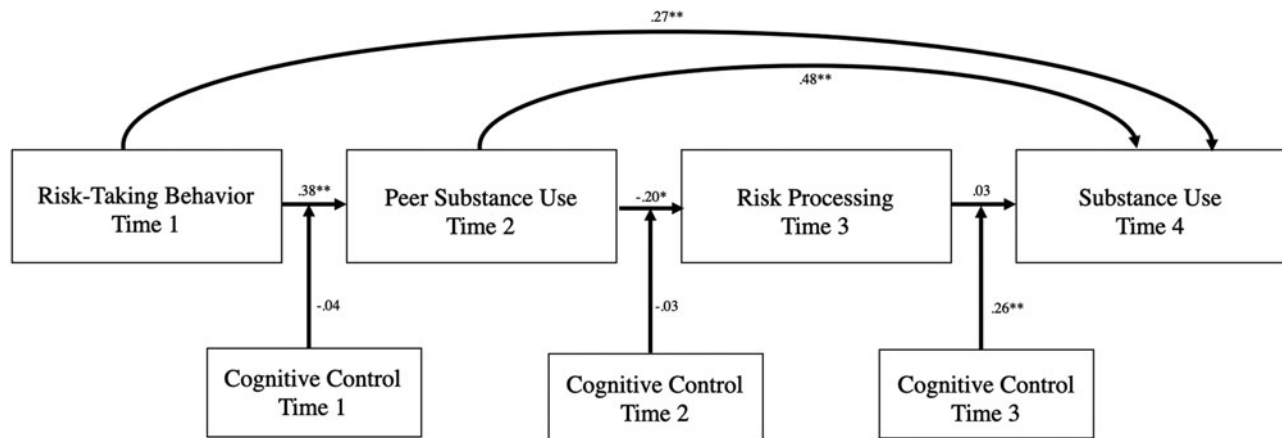 .27**
.48**
Risk-Taking Behavior
Time 1
.38**
Peer Substance Use
Time 2
-.20*
Risk Processing
Time 3
.03
Substance Use
Time 4
-.04
-.03
.26**
Cognitive Control
Time 1
Cognitive Control
Time 2
Cognitive Control
Time 3